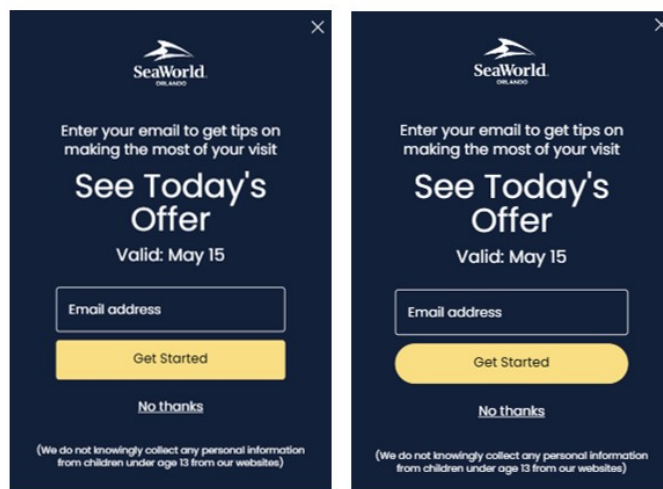 SeaWorld
ORLANDO
Enter your email to get tips on
making the most of your visit
See Today's
Offer
Valid: May 15
Email address
Get Started
No thanks
(We do not knowingly collect any personal information
from children under age 13 from our websites)
SeaWorld
ORLANDO
Enter your email to get tips on
making the most of your visit
See Today's
Offer
Valid: May 15
Email address
Get Started
No thanks
(We do not knowingly collect any personal information
from children under age 13 from our websites)